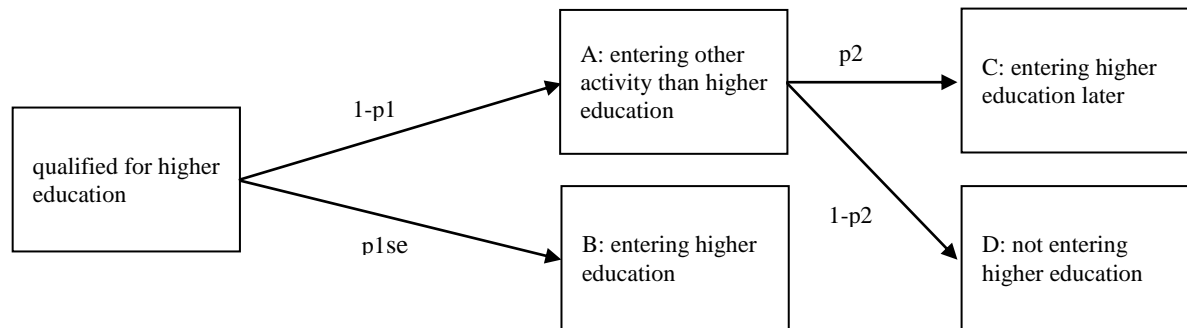 qualified for higher
education
1-p1
p1se
A: entering other
activity than higher
education
B: entering higher
education
p2
1-p2
C: entering higher
education later
D: not entering
higher education